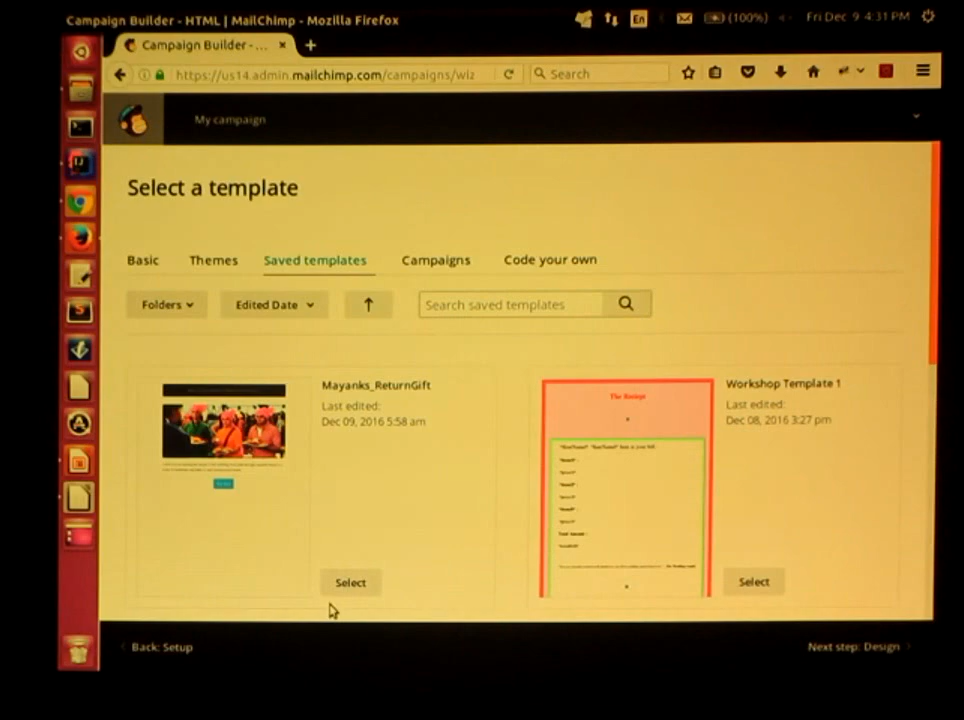 Campaign Builder - HTML | MailChimp - Mozilla Firefox
En
(100%)
Fri Dec 9 4:31 PM
Campaign Builder - ...
https://us14.admin.mailchimp.com/campaigns/wiz
Search
My campaign
Select a template
Basic
Themes
Saved templates
Campaigns
Code your own
Folders
Edited Date
Search saved templates
Mayanks_ReturnGift
Last edited:
Dec 09, 2016 5:58 am
Select
Workshop Template 1
Last edited:
Dec 08, 2016 3:27 pm
Select
Back: Setup
Next step: Design